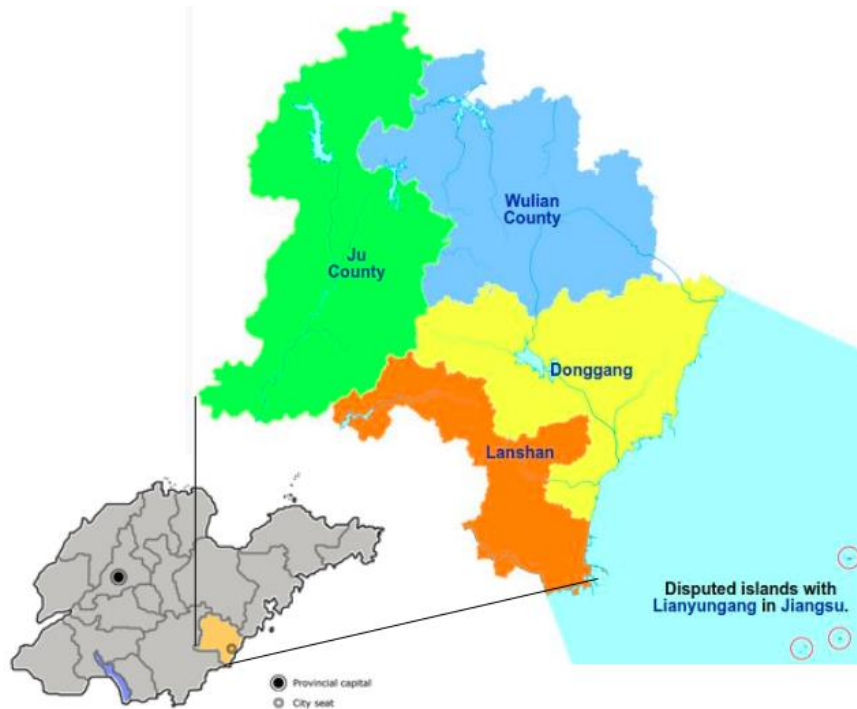 Wulian
County
Ju
County
Donggang
Lanshan
Disputed islands with
Lianyungang in Jiangsu.
Provincial capital
City seat